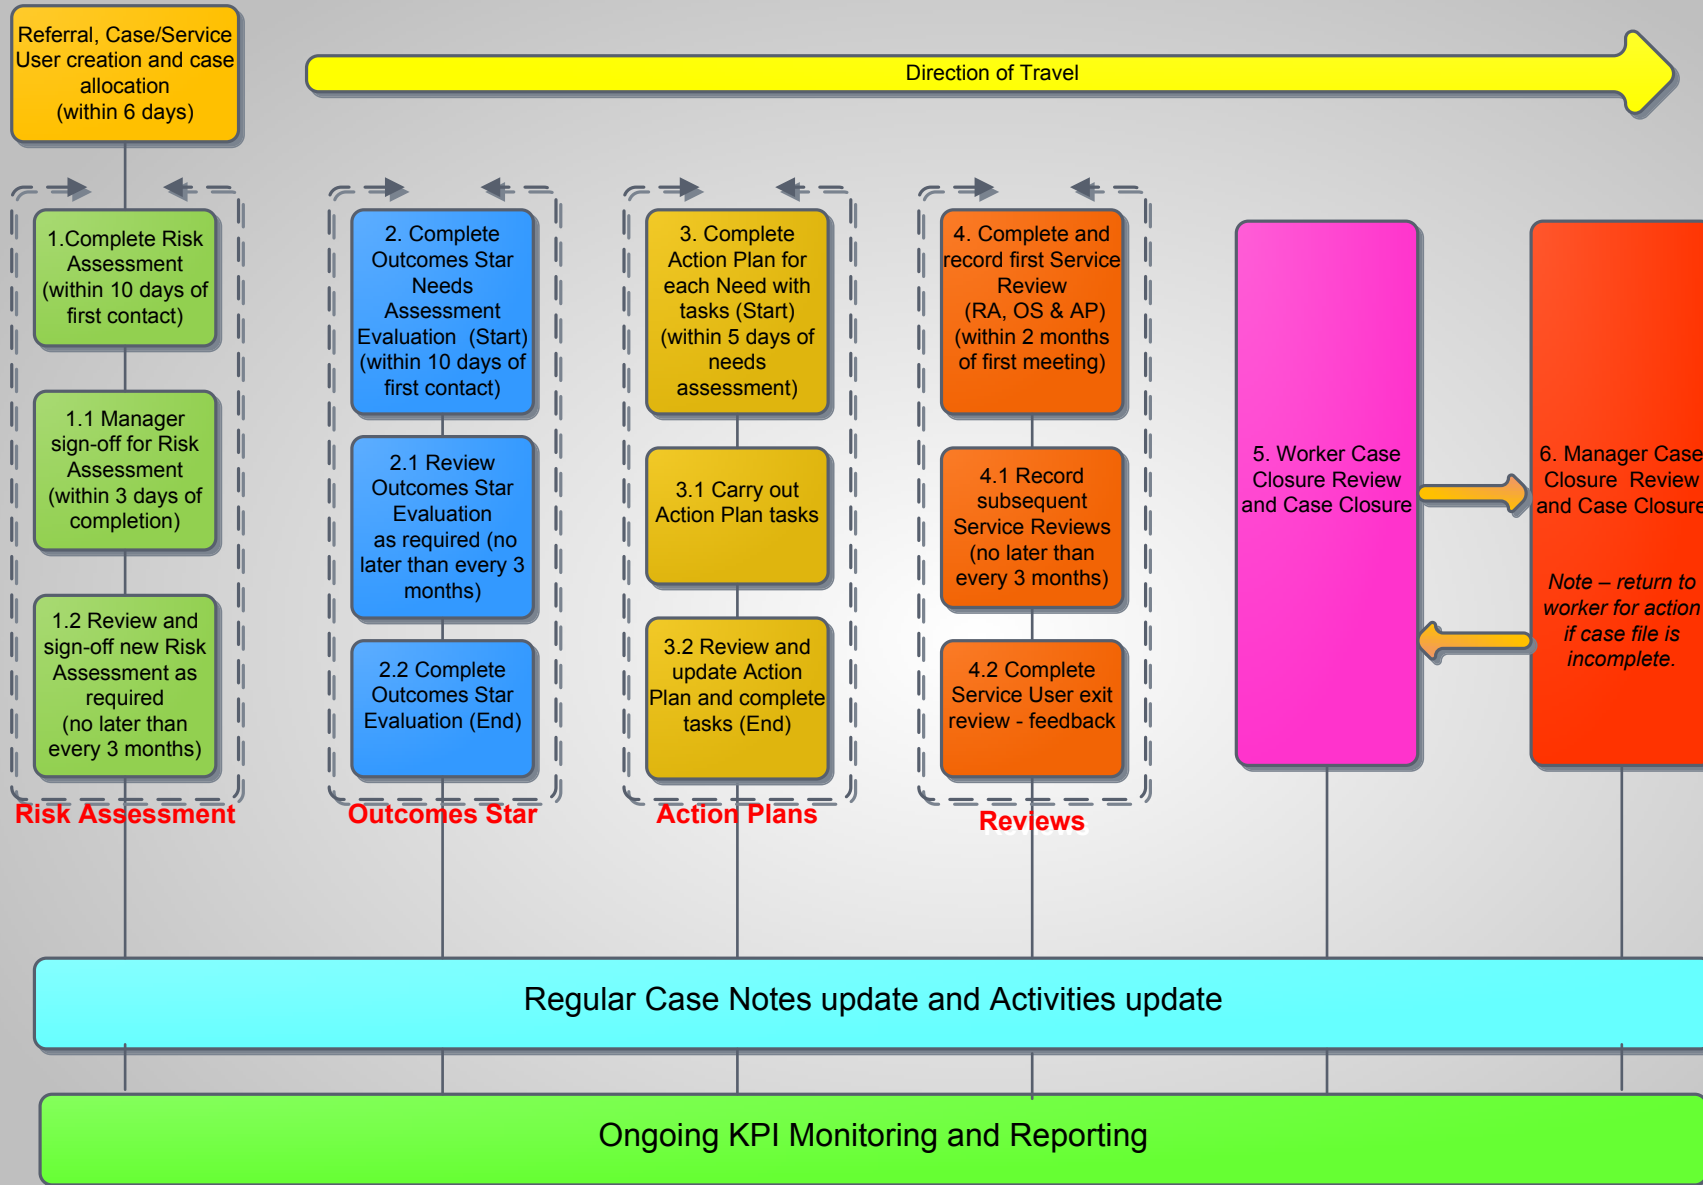 Referral, Case/Service
User creation and case
allocation
(within 6 days)
Direction of Travel
1.Complete Risk
Assessment
(within 10 days of
first contact)
1.1 Manager
sign-off for Risk
Assessment
(within 3 days of
completion)
1.2 Review and
sign-off new Risk
Assessment as
required
(no later than
every 3 months)
Risk Assessment
2. Complete
Outcomes Star
Needs
Assessment
Evaluation (Start)
(within 10 days of
first contact)
2.1 Review
Outcomes Star
Evaluation
as required (no
later than every 3
months)
2.2 Complete
Outcomes Star
Evaluation (End)
Outcomes Star
3. Complete
Action Plan for
each Need with
tasks (Start)
(within 5 days of
needs
assessment)
3.1 Carry out
Action Plan tasks
3.2 Review and
update Action
Plan and complete
tasks (End)
Action Plans
4. Complete and
record first Service
Review
(RA, OS & AP)
(within 2 months
of first meeting)
4.1 Record
subsequent
Service Reviews
(no later than
every 3 months)
4.2 Complete
Service User exit
review - feedback
Reviews
5. Worker Case
Closure Review
and Case Closure
6. Manager Case
Closure Review
and Case Closure
Note – return to
worker for action
if case file is
incomplete.
Regular Case Notes update and Activities update
Ongoing KPI Monitoring and Reporting